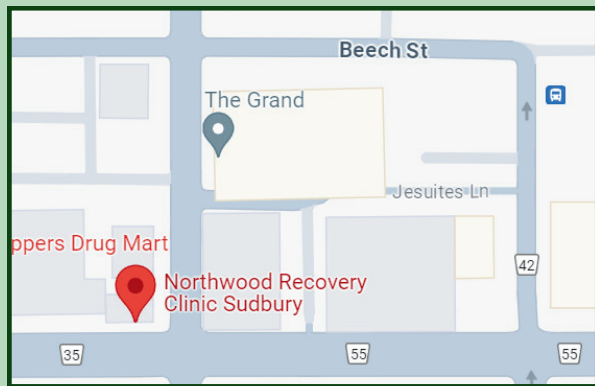 Beech St
The Grand
Jesuites Ln
ppers Drug Mart
42
Northwood Recovery
Clinic Sudbury
35
55
55